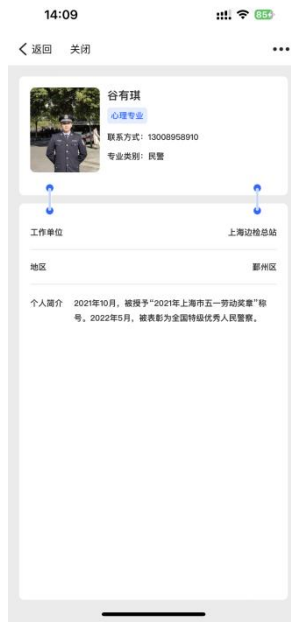 14:09
85
返回 关闭
谷有琪
心理专业
联系方式：13008958910
专业类别：民警
工作单位 上海边检总站
地区 鄞州区
个人简介 2021年10月，被授予“2021年上海市五一劳动奖章”称
号。2022年5月，被表彰为全国特级优秀人民警察。